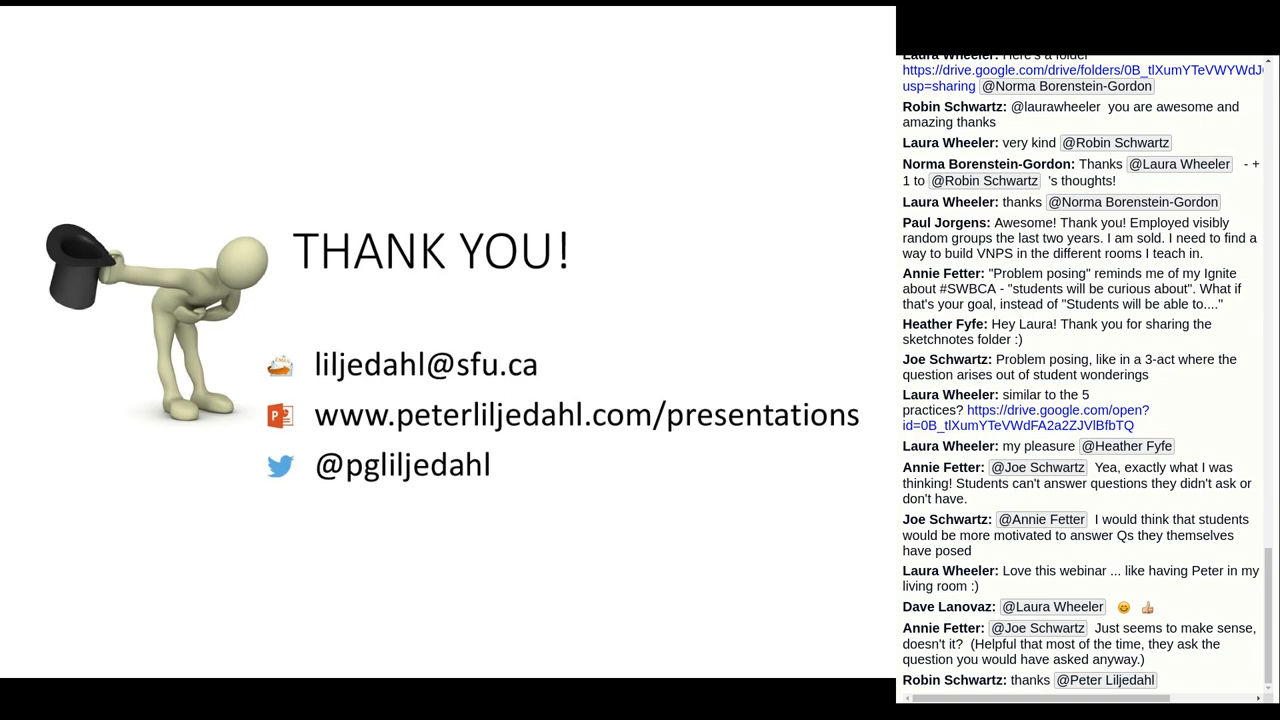 THANK YOU!
liljedahl@sfu.ca
www.peterliljedahl.com/presentations
@pgliljedahl
Laura Wheeler: Here's a folder
https://drive.google.com/drive/folders/0B_tlXumYTeVWYWdJ
usp=sharing @Norma Borenstein-Gordon
Robin Schwartz: @laurawheeler you are awesome and
amazing thanks
Laura Wheeler: very kind @Robin Schwartz
Norma Borenstein-Gordon: Thanks @Laura Wheeler - +
1 to @Robin Schwartz 's thoughts!
Laura Wheeler: thanks @Norma Borenstein-Gordon
Paul Jorgens: Awesome! Thank you! Employed visibly
random groups the last two years. I am sold. I need to find a
way to build VNPS in the different rooms I teach in.
Annie Fetter: "Problem posing" reminds me of my Ignite
about #SWBCA - "students will be curious about". What if
that's your goal, instead of "Students will be able to...."
Heather Fyfe: Hey Laura! Thank you for sharing the
sketchnotes folder :)
Joe Schwartz: Problem posing, like in a 3-act where the
question arises out of student wonderings
Laura Wheeler: similar to the 5
practices? https://drive.google.com/open?
id=0B_tlXumYTeVWdFA2a2ZJVlBfbTQ
Laura Wheeler: my pleasure @Heather Fyfe
Annie Fetter: @Joe Schwartz Yea, exactly what I was
thinking! Students can't answer questions they didn't ask or
don't have.
Joe Schwartz: @Annie Fetter I would think that students
would be more motivated to answer Qs they themselves
have posed
Laura Wheeler: Love this webinar ... like having Peter in my
living room :)
Dave Lanovaz: @Laura Wheeler 😊 👍
Annie Fetter: @Joe Schwartz Just seems to make sense,
doesn't it? (Helpful that most of the time, they ask the
question you would have asked anyway.)
Robin Schwartz: thanks @Peter Liljedahl